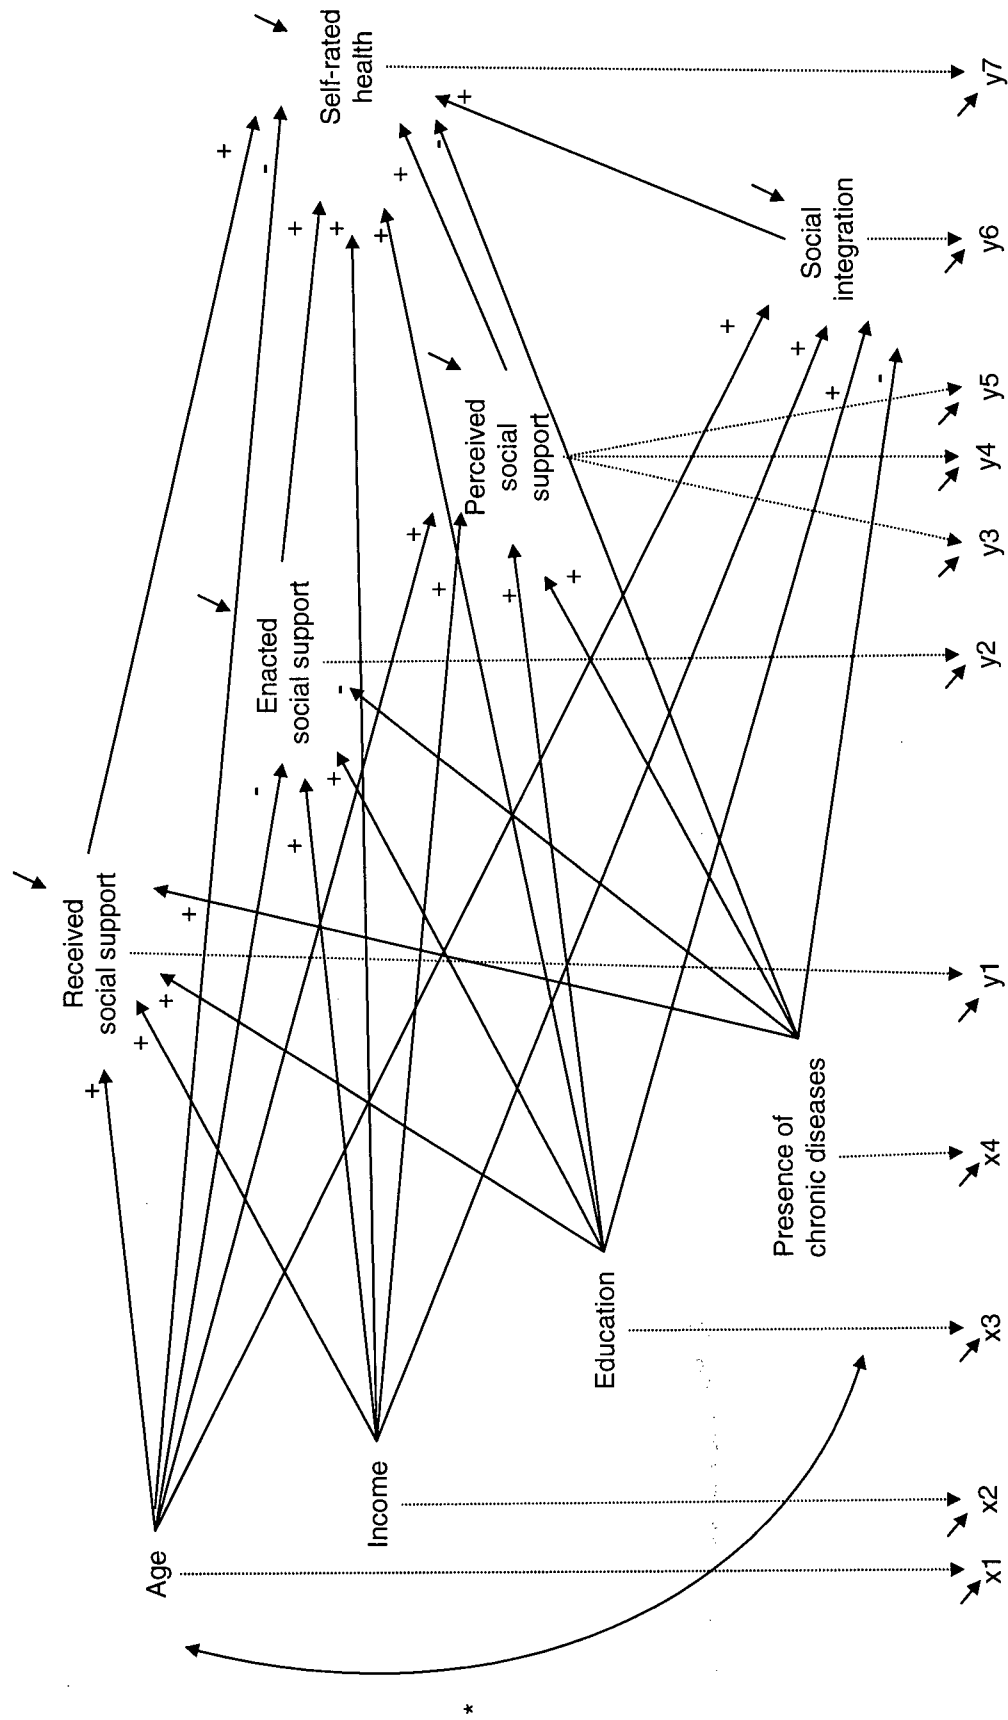 Age
Income
Education
Presence of
chronic diseases
Received
social support
Enacted
social support
Perceived
social
support
Social
integration
Self-rated
health
+
+
+
+
-
+
+
-
+
+
+
+
+
+
+
-
+
-
+
+
+
+
-
+
*
x1
x2
x3
x4
y1
y2
y3
y4
y5
y6
y7